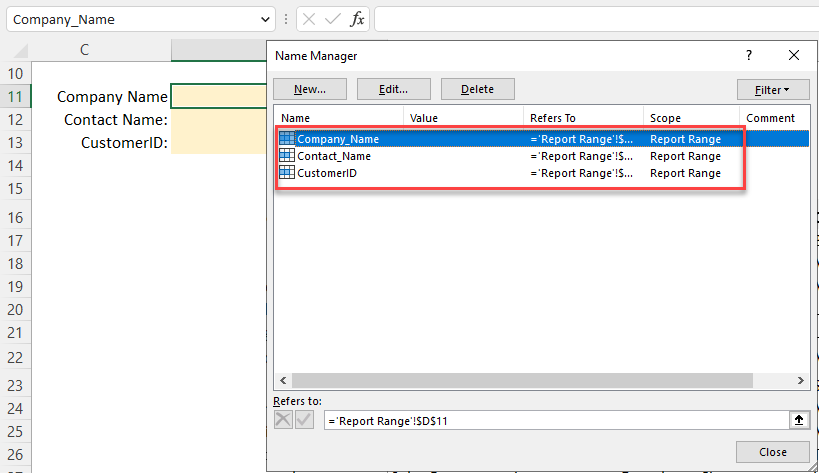 Company_Name fx
C
Name Manager ?
10
11 Company Name
12 Contact Name:
13 CustomerID:
14
15
16
17
18
19
20
21
22
23
24
25
26
New... Edit... Delete Filter
Name Value Refers To Scope Comment
Company_Name ='Report Range'!$... Report Range
Contact_Name ='Report Range'!$... Report Range
CustomerID ='Report Range'!$... Report Range
Refers to:
='Report Range'!$D$11
Close